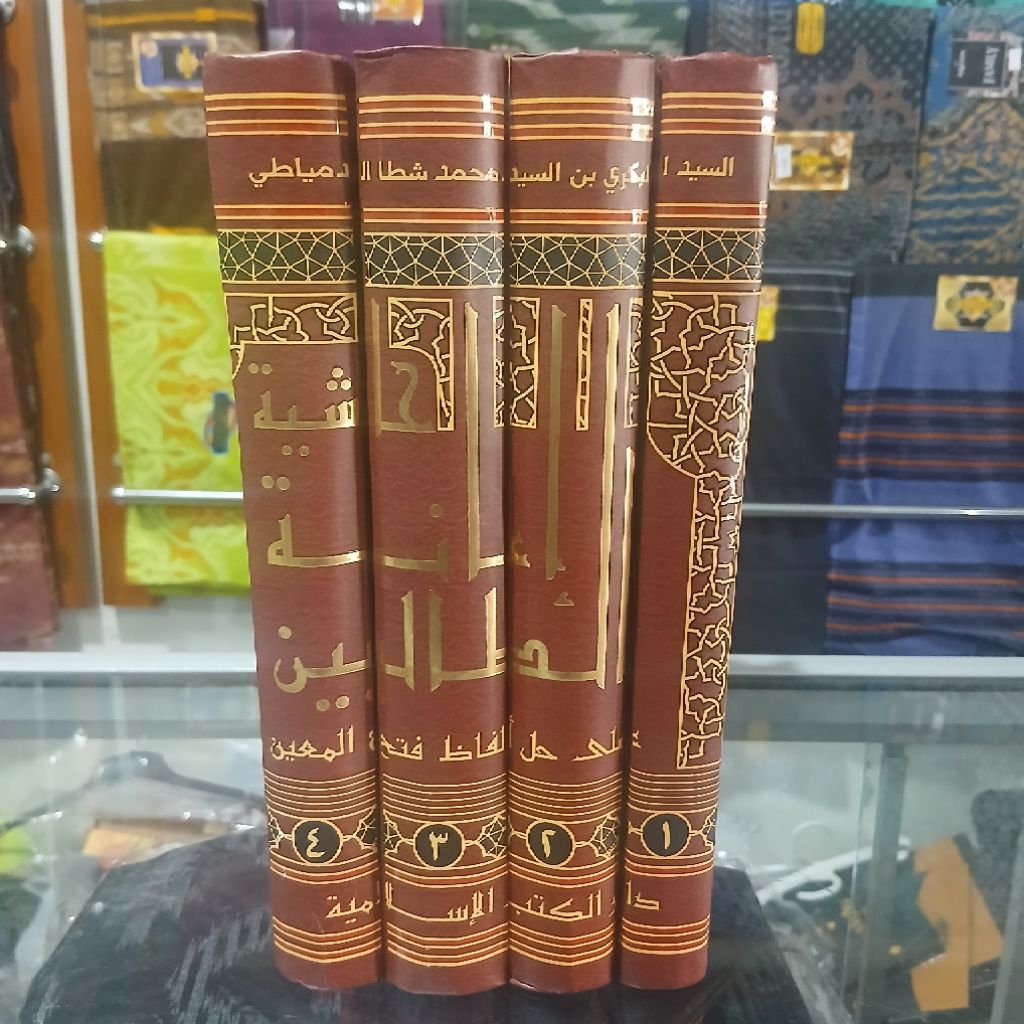 السيد البكري بن السيد محمد شطا الدمياطي
حاشية
إعانة
الطالبين
على حل ألفاظ فتح المعين
١ ٢ ٣ ٤
دار الكتب الإسلامية